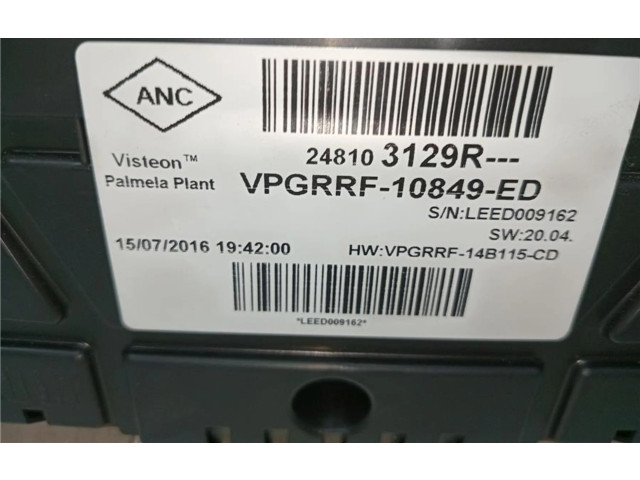 ANC
Visteon™
Palmela Plant
24810 3129R---
VPGRRF-10849-ED
S/N:LEED009162
SW:20.04.
15/07/2016 19:42:00
HW:VPGRRF-14B115-CD
*LEED009162*